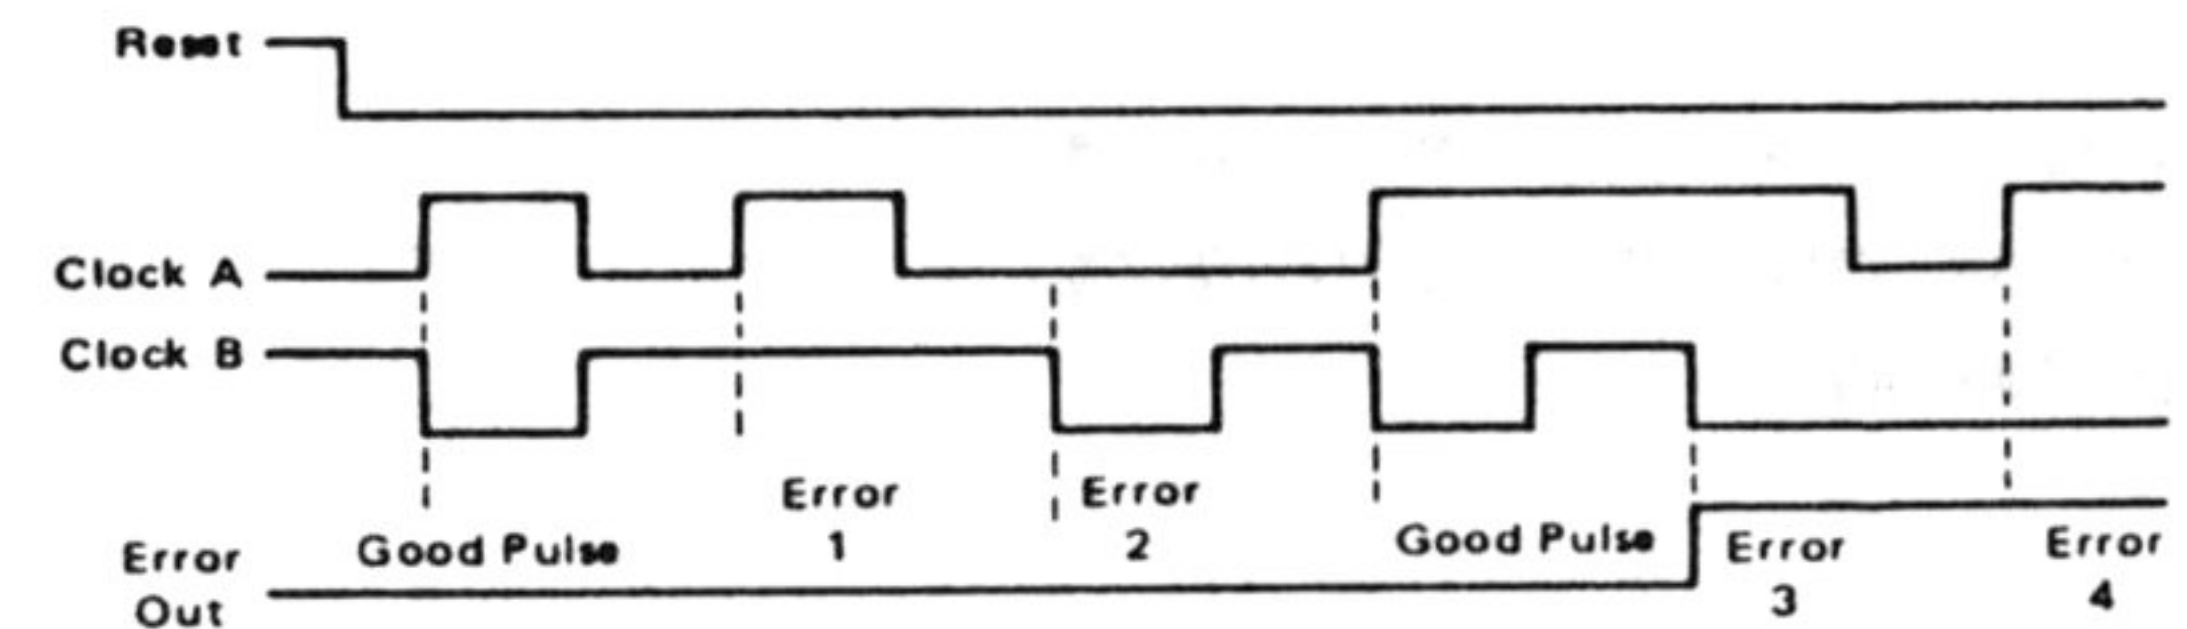 Reset
Clock A
Clock B
Error
1
Error
2
Good Pulse
Good Pulse
Error
3
Error
4
Error
Out